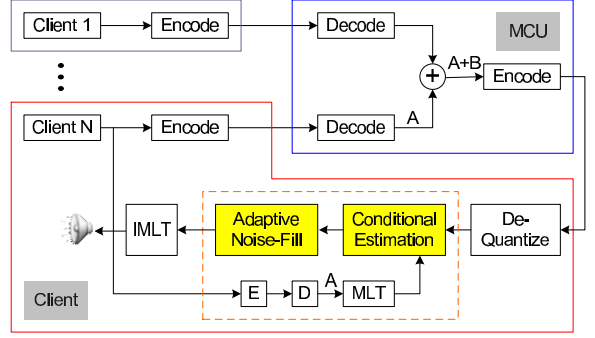 Client 1
Encode
Decode
MCU
A+B
+
Encode
Client N
Encode
Decode
A
IMLT
Adaptive
Noise-Fill
Conditional
Estimation
De-
Quantize
Client
E
D
A
MLT